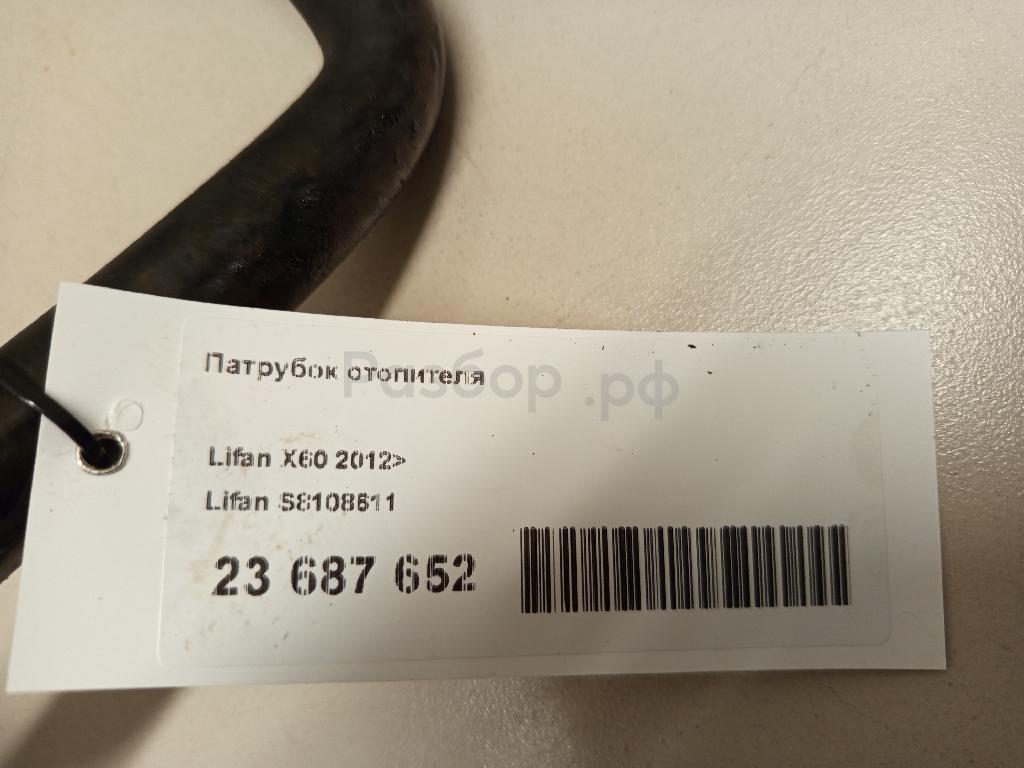 Патрубок отопителя
Разбор.рф
Lifan X60 2012>
Lifan S8108611
23 687 652